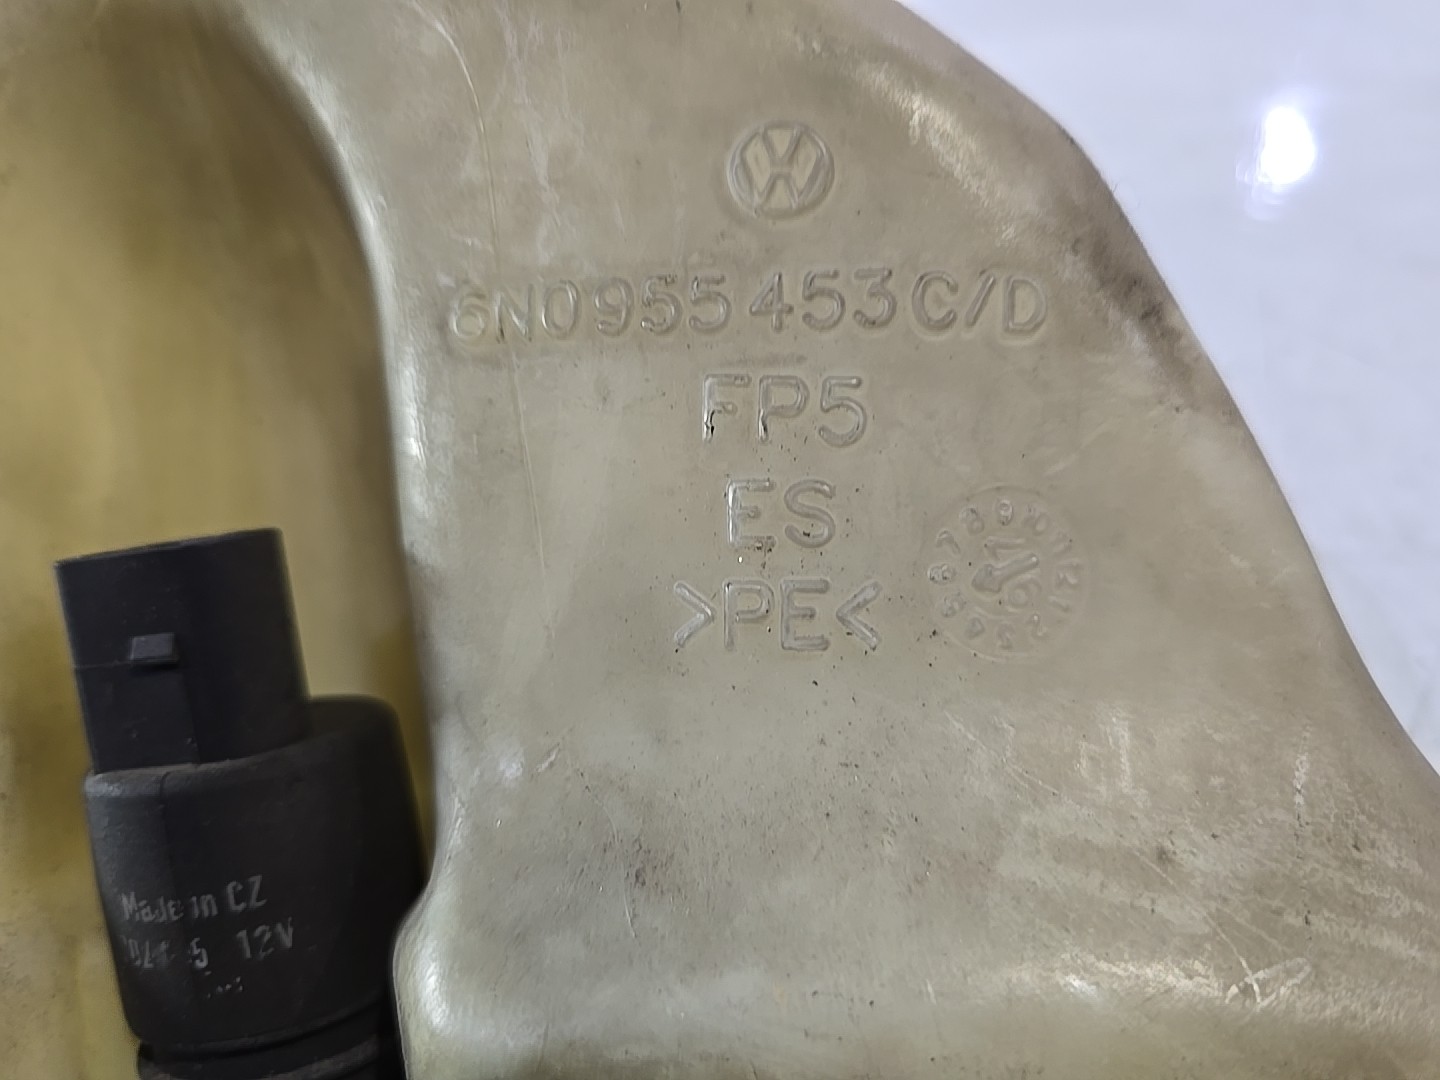 6N0955453C/D
FP5
ES
>PE<
Made in CZ
12V